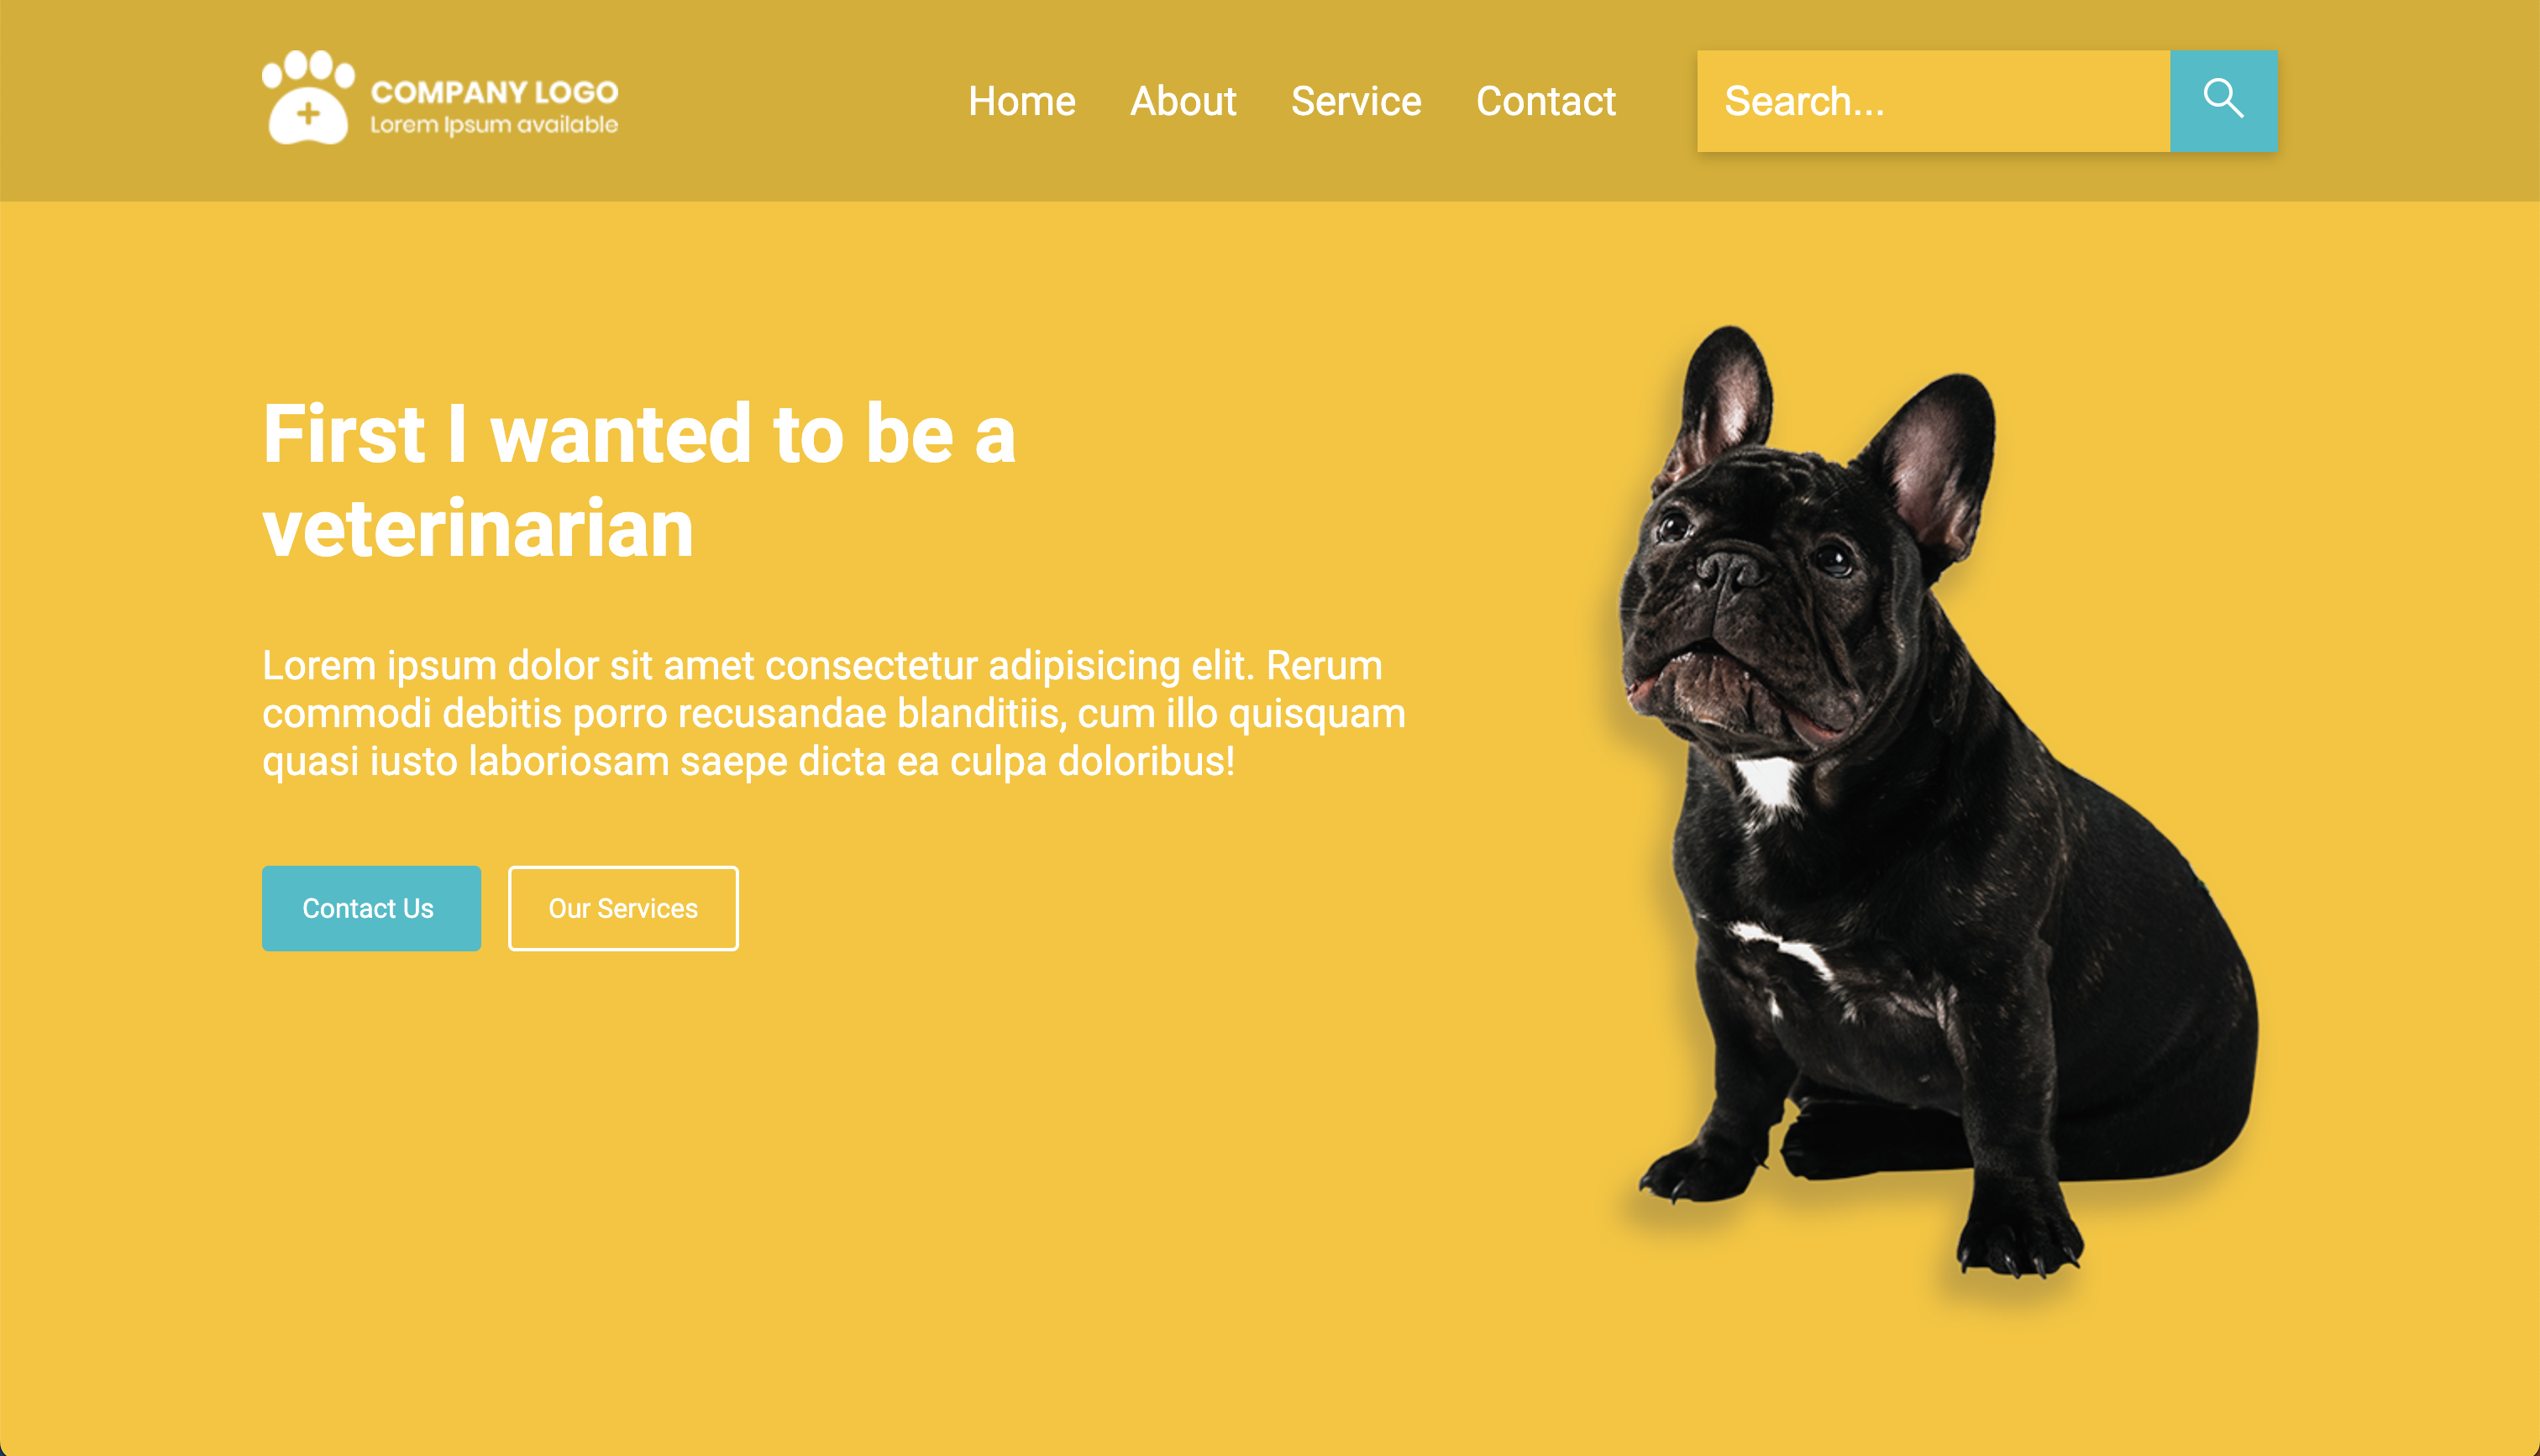 COMPANY LOGO
Lorem Ipsum available
Home About Service Contact Search...
First I wanted to be a
veterinarian
Lorem ipsum dolor sit amet consectetur adipisicing elit. Rerum
commodi debitis porro recusandae blanditiis, cum illo quisquam
quasi iusto laboriosam saepe dicta ea culpa doloribus!
Contact Us Our Services